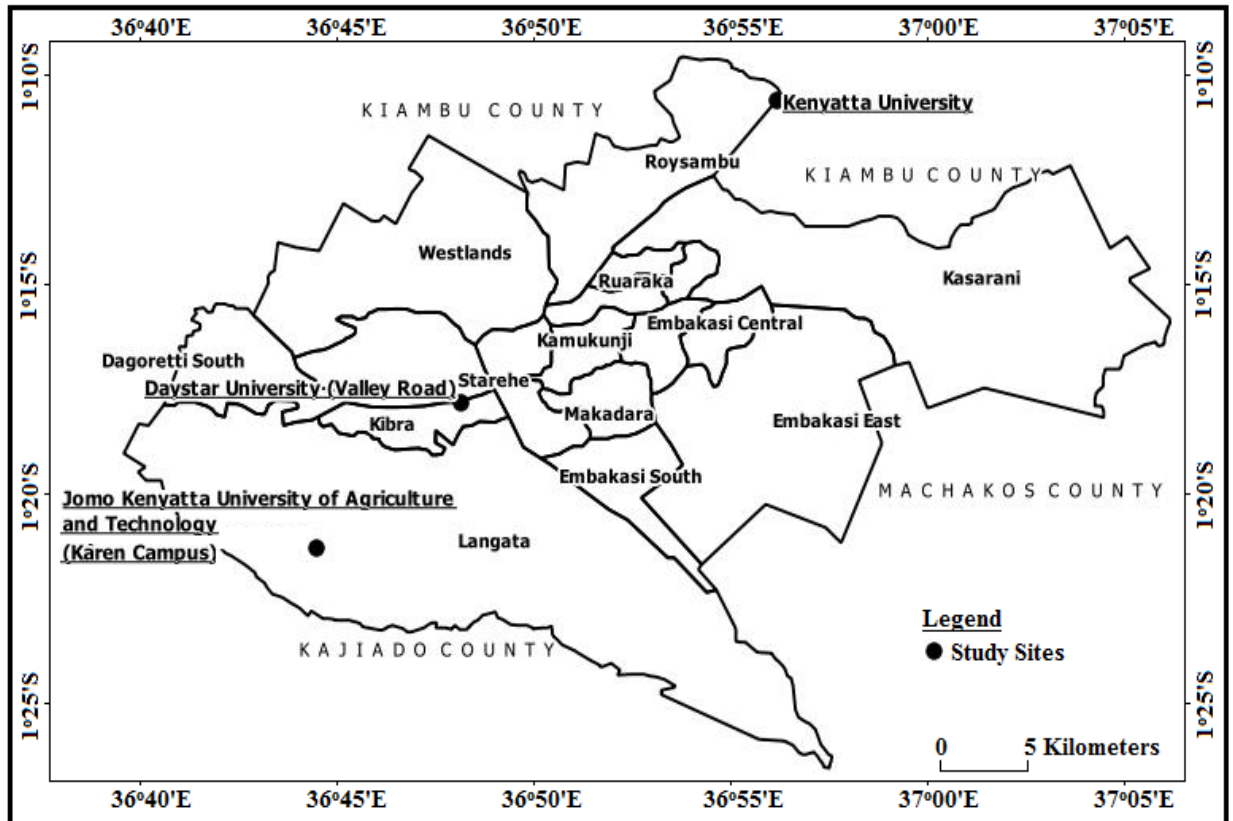 36°40'E 36°45'E 36°50'E 36°55'E 37°00'E 37°05'E
1°10'S 1°10'S
KIAMBU COUNTY
Kenyatta University
Roysambu
KIAMBU COUNTY
Westlands
Kasarani
1°15'S 1°15'S
Ruaraka
Embakasi Central
Kamukunji
Dagoretti South
Starehe
Daystar University (Valley Road)
Makadara
Kibra
Embakasi East
Embakasi South
1°20'S 1°20'S
MACHAKOS COUNTY
Jomo Kenyatta University of Agriculture
and Technology
(Karen Campus)
Langata
Legend
Study Sites
KAJIADO COUNTY
1°25'S 1°25'S
0 5 Kilometers
36°40'E 36°45'E 36°50'E 36°55'E 37°00'E 37°05'E